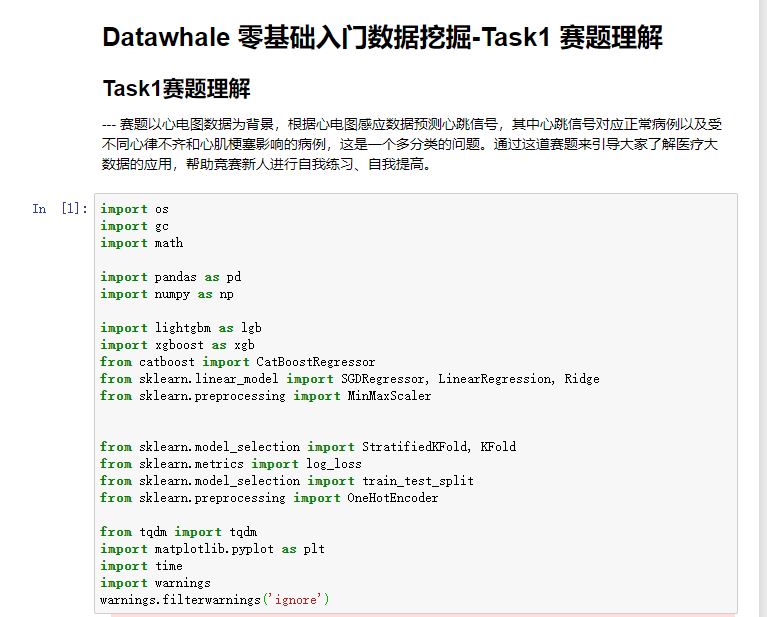 Datawhale 零基础入门数据挖掘-Task1 赛题理解
Task1赛题理解
--- 赛题以心电图数据为背景，根据心电图感应数据预测心跳信号，其中心跳信号对应正常病例以及受
不同心律不齐和心肌梗塞影响的病例，这是一个多分类的问题。通过这道赛题来引导大家了解医疗大
数据的应用，帮助竞赛新人进行自我练习、自我提高。
In [1]:
import os
import gc
import math
import pandas as pd
import numpy as np
import lightgbm as lgb
import xgboost as xgb
from catboost import CatBoostRegressor
from sklearn.linear_model import SGDRegressor, LinearRegression, Ridge
from sklearn.preprocessing import MinMaxScaler
from sklearn.model_selection import StratifiedKFold, KFold
from sklearn.metrics import log_loss
from sklearn.model_selection import train_test_split
from sklearn.preprocessing import OneHotEncoder
from tqdm import tqdm
import matplotlib.pyplot as plt
import time
import warnings
warnings.filterwarnings('ignore')